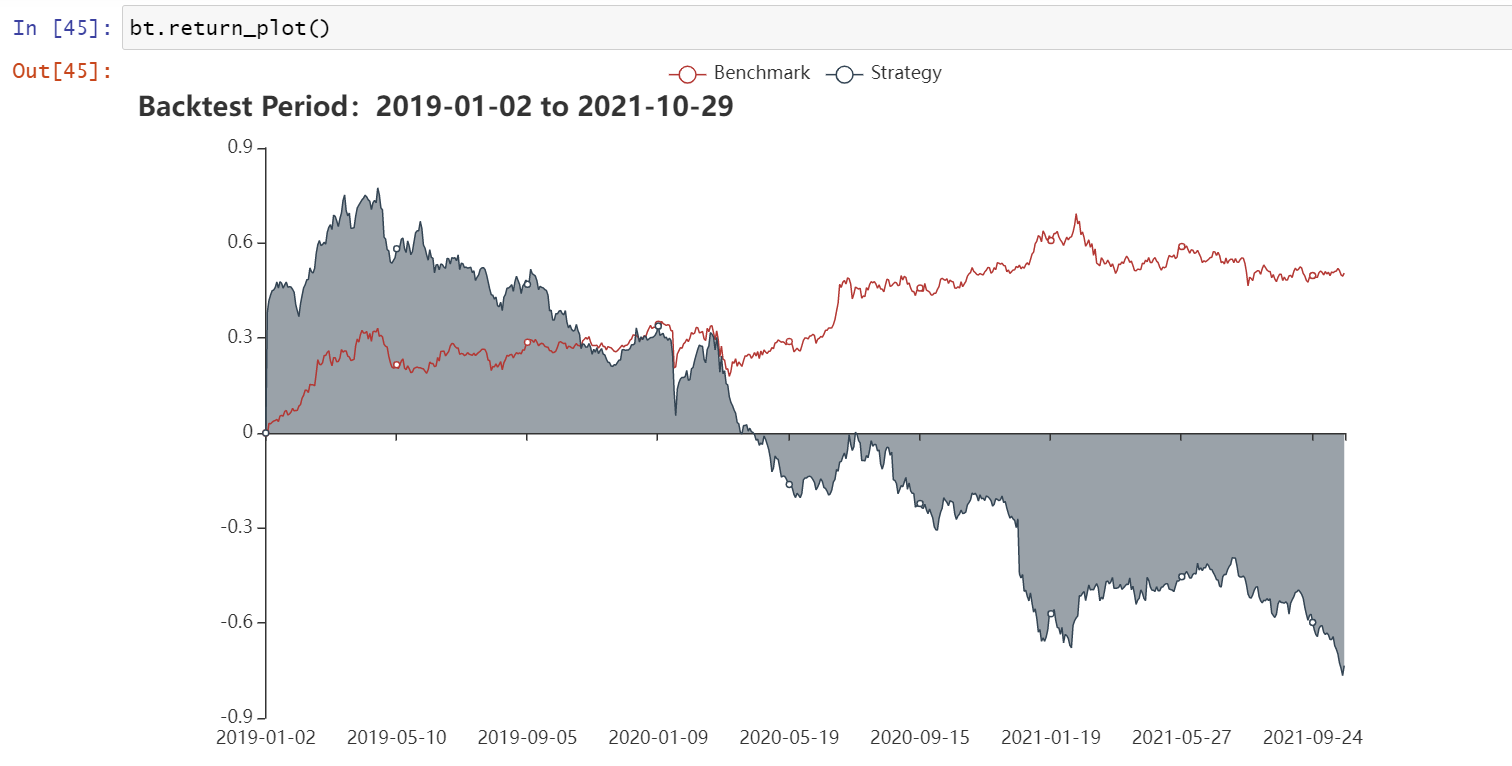 In [45]: bt.return_plot()
Out[45]:
Benchmark Strategy
Backtest Period：2019-01-02 to 2021-10-29
0.9
0.6
0.3
0
-0.3
-0.6
-0.9
2019-01-02 2019-05-10 2019-09-05 2020-01-09 2020-05-19 2020-09-15 2021-01-19 2021-05-27 2021-09-24